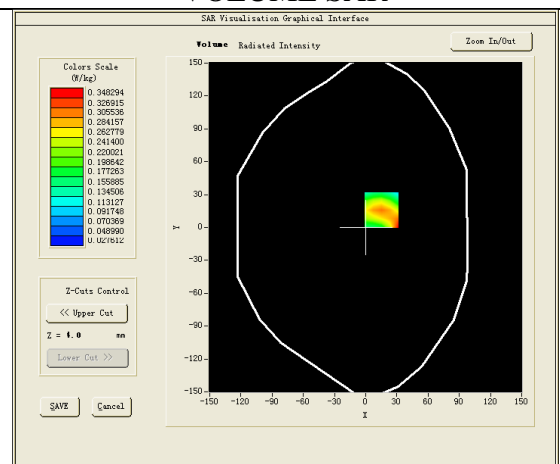 SAR Visualisation Graphical Interface
Volume Radiated Intensity
Zoom In/Out
Colors Scale
(W/kg)
0.348294
0.326915
0.305536
0.284157
0.262779
0.241400
0.220021
0.198642
0.177263
0.155885
0.134506
0.113127
0.091748
0.070369
0.048990
0.027612
150
120
90
60
30
0
-30
-60
-90
-120
-150
Y
-150 -120 -90 -60 -30 0 30 60 90 120 150
X
Z-Cuts Control
<< Upper Cut
Z = 4.0 mm
Lower Cut >>
SAVE Cancel